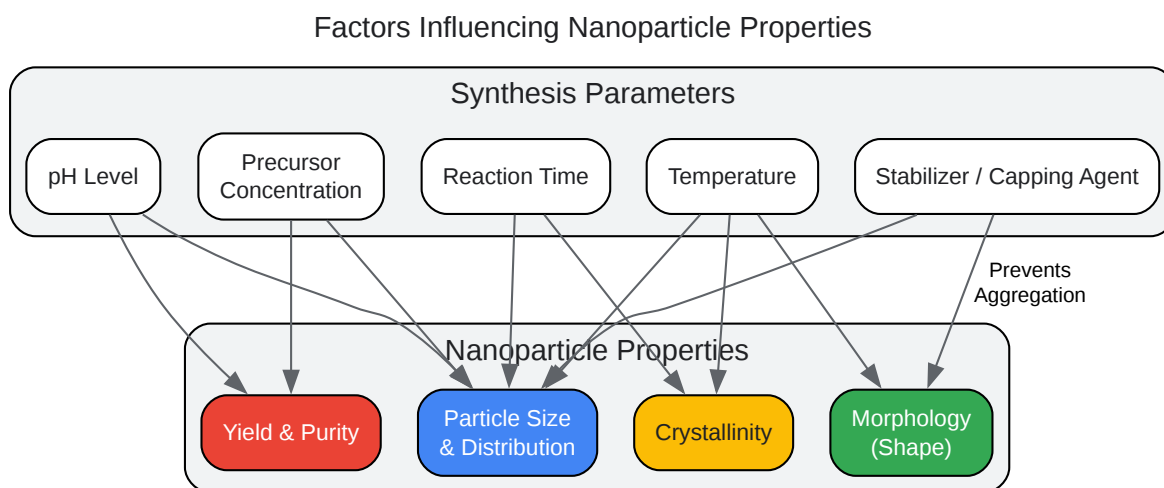 Factors Influencing Nanoparticle Properties
Synthesis Parameters
pH Level
Precursor
Concentration
Reaction Time
Temperature
Stabilizer / Capping Agent
Prevents
Aggregation
Nanoparticle Properties
Yield & Purity
Particle Size
& Distribution
Crystallinity
Morphology
(Shape)